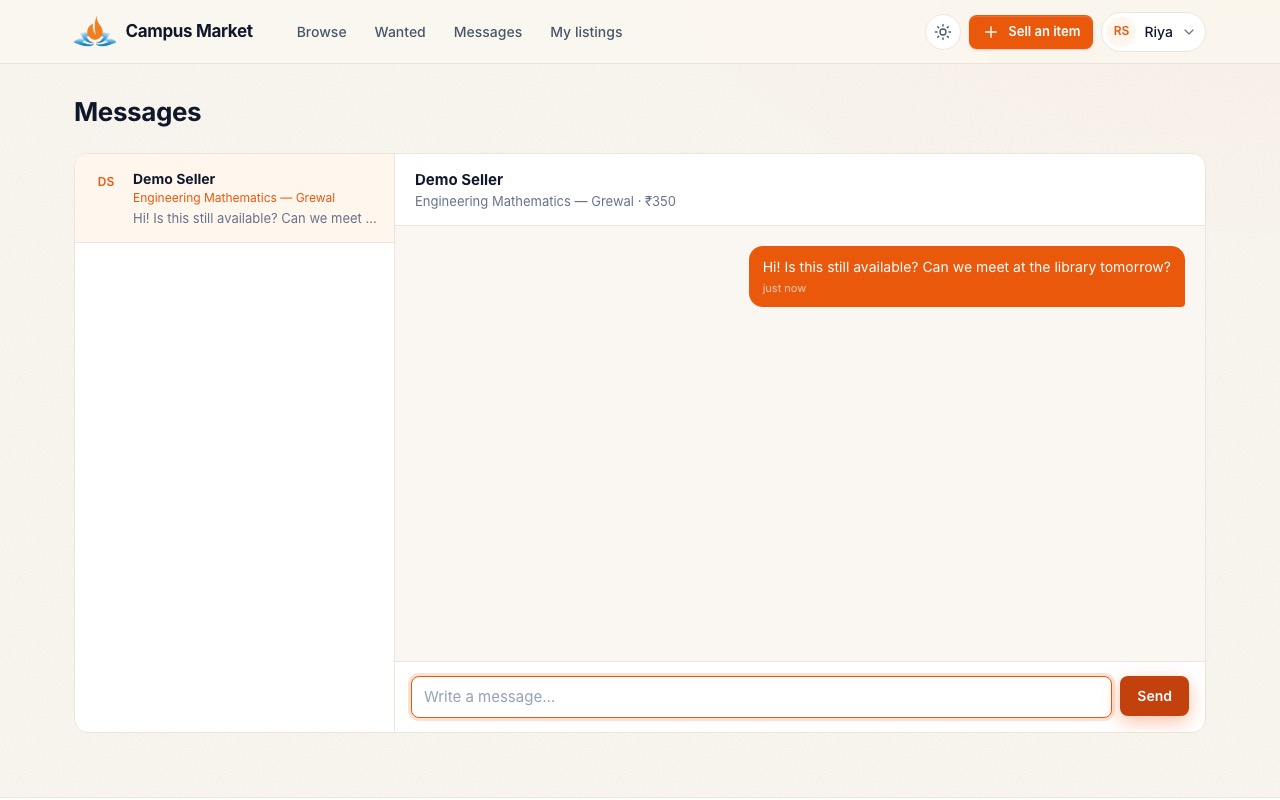 Campus Market
Browse
Wanted
Messages
My listings
Sell an item
RS
Riya
Messages
DS
Demo Seller
Engineering Mathematics — Grewal
Hi! Is this still available? Can we meet ...
Demo Seller
Engineering Mathematics — Grewal · ₹350
Hi! Is this still available? Can we meet at the library tomorrow?
just now
Write a message...
Send